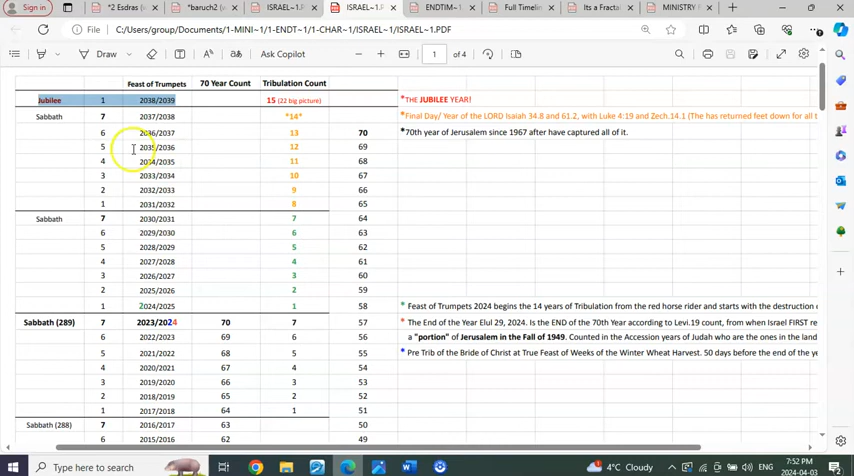 Sign in
*2 Esdras (w
*baruch2 (w
ISRAEL~1.P
ISRAEL~1.P
ENDTIM~1
Full Timelin
Its a Fractal
MINISTRY P
File
C:/Users/group/Documents/1-MINI~1/1-ENDT~1/1-CHAR~1/ISRAEL~1/ISRAEL~1.PDF
Draw
Ask Copilot
1 of 4
Feast of Trumpets 70 Year Count Tribulation Count
Jubilee 1 2038/2039 15 (22 big picture) *THE JUBILEE YEAR!
Sabbath 7 2037/2038 *14* *Final Day/ Year of the LORD Isaiah 34.8 and 61.2, with Luke 4:19 and Zech.14.1 (The has returned feet down for all t
6 2036/2037 13 70 *70th year of Jerusalem since 1967 after have captured all of it.
5 2035/2036 12 69
4 2034/2035 11 68
3 2033/2034 10 67
2 2032/2033 9 66
1 2031/2032 8 65
Sabbath 7 2030/2031 7 64
6 2029/2030 6 63
5 2028/2029 5 62
4 2027/2028 4 61
3 2026/2027 3 60
2 2025/2026 2 59
1 2024/2025 1 58 * Feast of Trumpets 2024 begins the 14 years of Tribulation from the red horse rider and starts with the destruction o
Sabbath (289) 7 2023/2024 70 7 57 * The End of the Year Elul 29, 2024. Is the END of the 70th Year according to Levi.19 count, from when Israel FIRST re
6 2022/2023 69 6 56 a "portion" of Jerusalem in the Fall of 1949. Counted in the Accession years of Judah who are the ones in the land
5 2021/2022 68 5 55 * Pre Trib of the Bride of Christ at True Feast of Weeks of the Winter Wheat Harvest. 50 days before the end of the ye
4 2020/2021 67 4 54
3 2019/2020 66 3 53
2 2018/2019 65 2 52
1 2017/2018 64 1 51
Sabbath (288) 7 2016/2017 63 50
6 2015/2016 62 49
Type here to search
4°C Cloudy
7:52 PM
2024-04-03